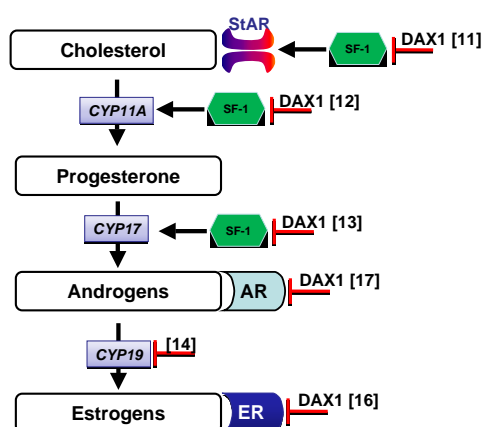 StAR
Cholesterol
SF-1
DAX1 [11]
CYP11A
SF-1
DAX1 [12]
Progesterone
CYP17
SF-1
DAX1 [13]
Androgens
AR
DAX1 [17]
CYP19
[14]
Estrogens
ER
DAX1 [16]